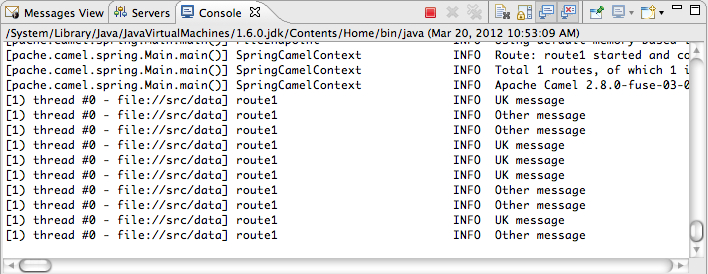 Messages View Servers Console
/System/Library/Java/JavaVirtualMachines/1.6.0.jdk/Contents/Home/bin/java (Mar 20, 2012 10:53:09 AM)
[pache.camel.spring.Main.main()] SpringCamelContext INFO Route: route1 started and co
[pache.camel.spring.Main.main()] SpringCamelContext INFO Total 1 routes, of which 1 i
[pache.camel.spring.Main.main()] SpringCamelContext INFO Apache Camel 2.8.0-fuse-03-0
[1) thread #0 - file://src/data] route1 INFO UK message
[1) thread #0 - file://src/data] route1 INFO Other message
[1) thread #0 - file://src/data] route1 INFO Other message
[1) thread #0 - file://src/data] route1 INFO UK message
[1) thread #0 - file://src/data] route1 INFO UK message
[1) thread #0 - file://src/data] route1 INFO UK message
[1) thread #0 - file://src/data] route1 INFO Other message
[1) thread #0 - file://src/data] route1 INFO Other message
[1) thread #0 - file://src/data] route1 INFO UK message
[1) thread #0 - file://src/data] route1 INFO Other message